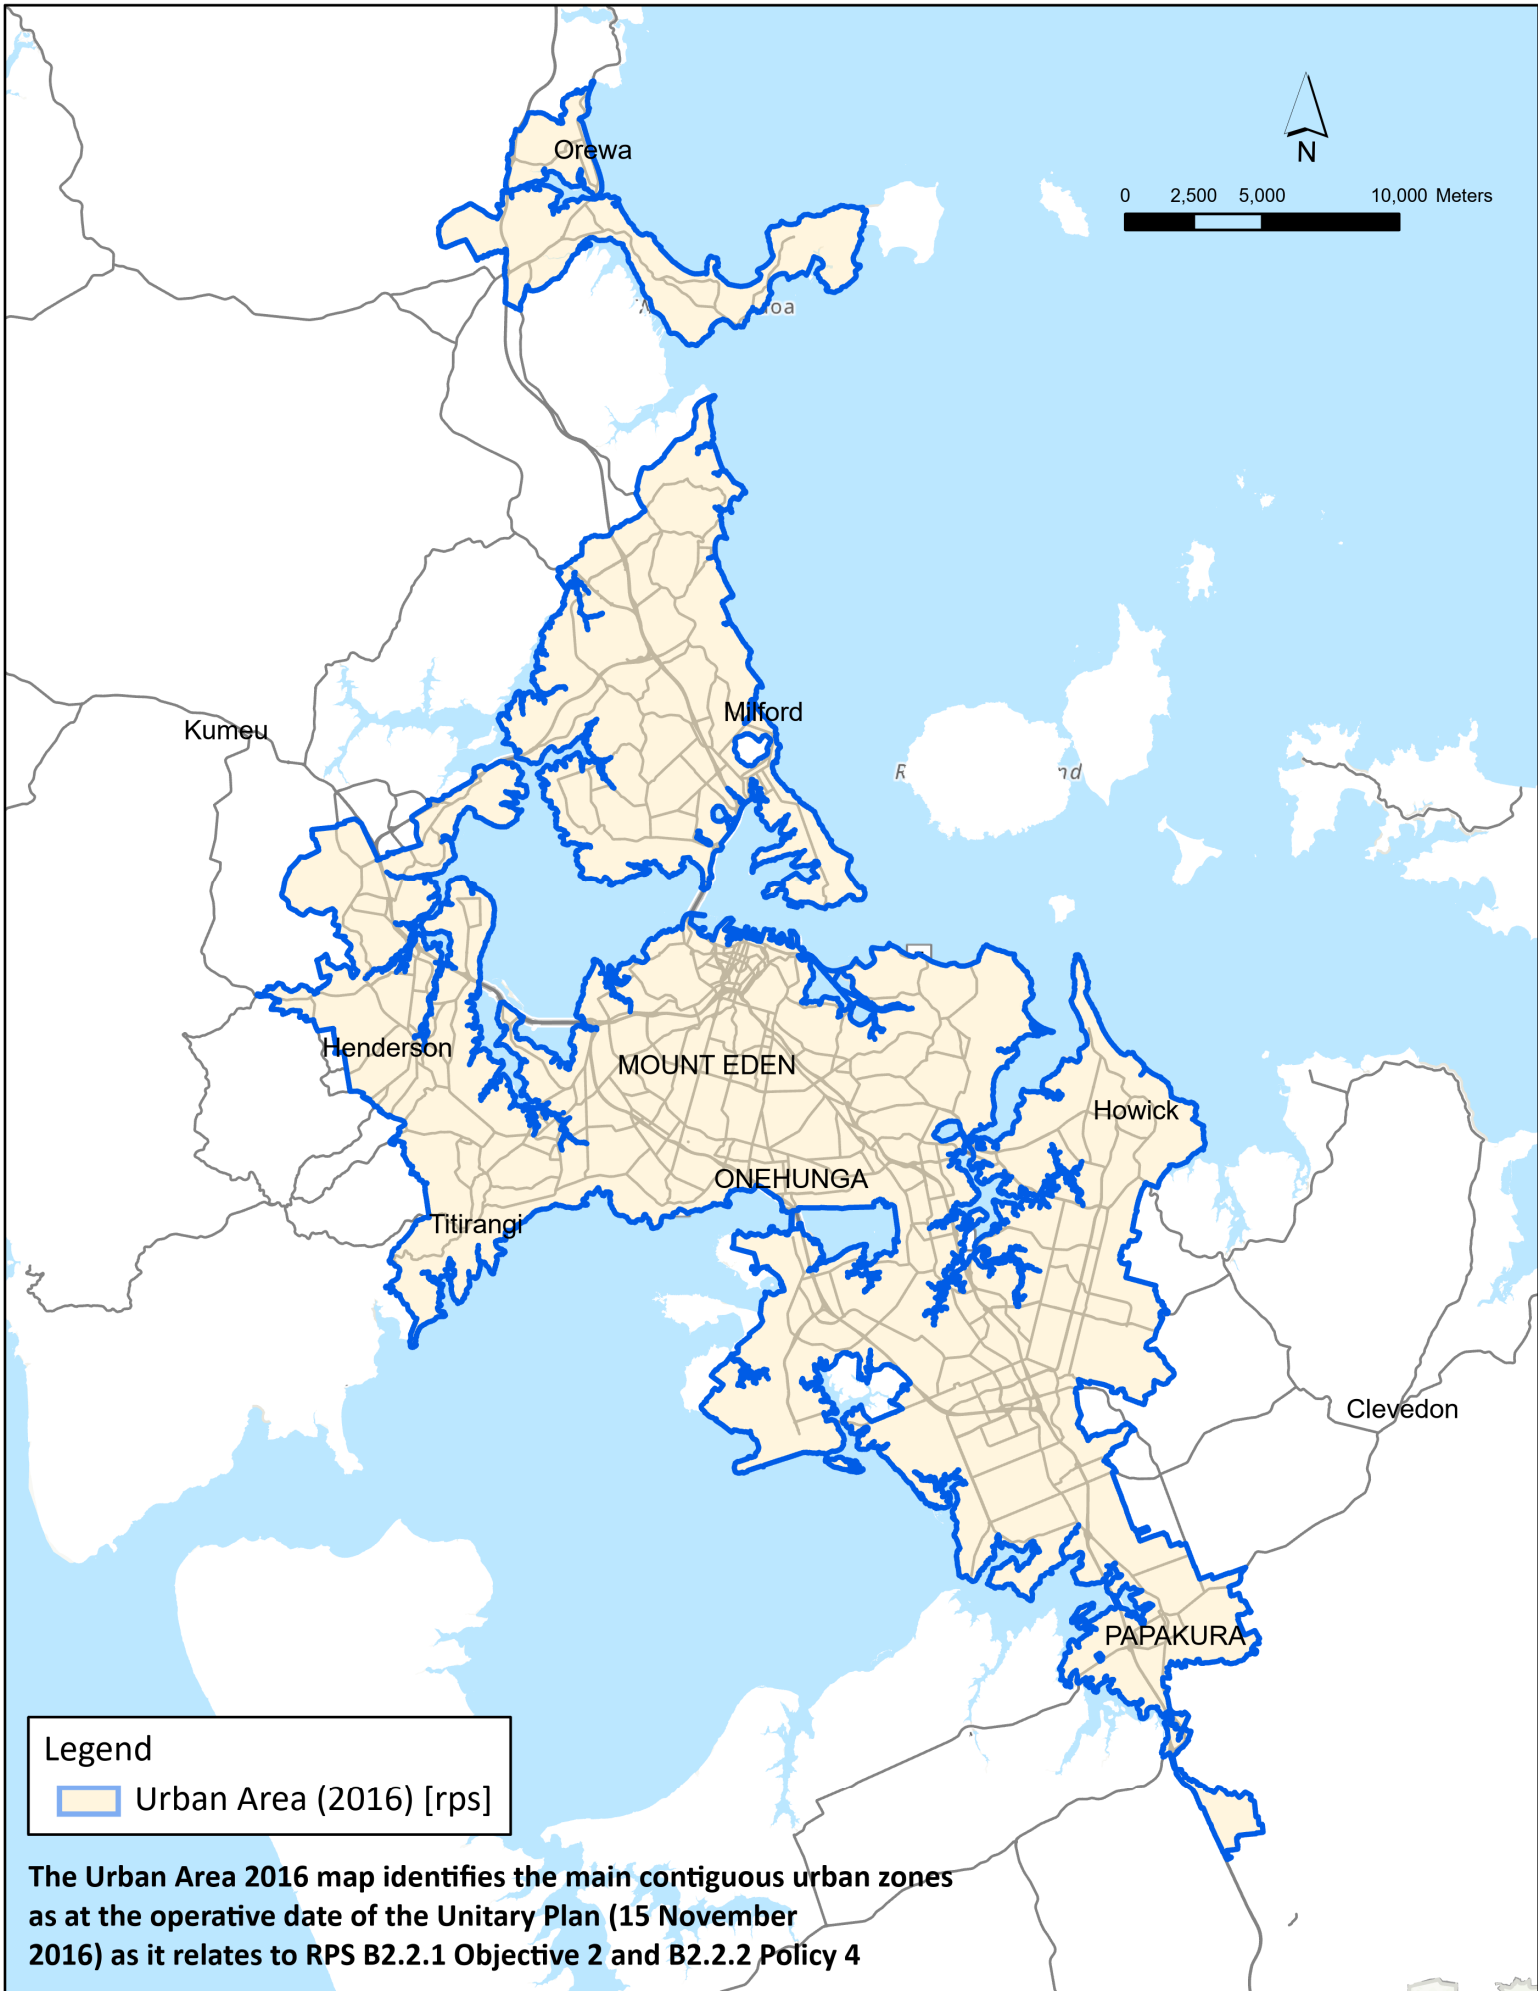 Orewa
N
0 2,500 5,000 10,000 Meters
oa
Milford
Kumeu
R nd
Henderson
MOUNT EDEN
Howick
ONEHUNGA
Titirangi
Clevedon
PAPAKURA
Legend
Urban Area (2016) [rps]
The Urban Area 2016 map identifies the main contiguous urban zones
as at the operative date of the Unitary Plan (15 November
2016) as it relates to RPS B2.2.1 Objective 2 and B2.2.2 Policy 4